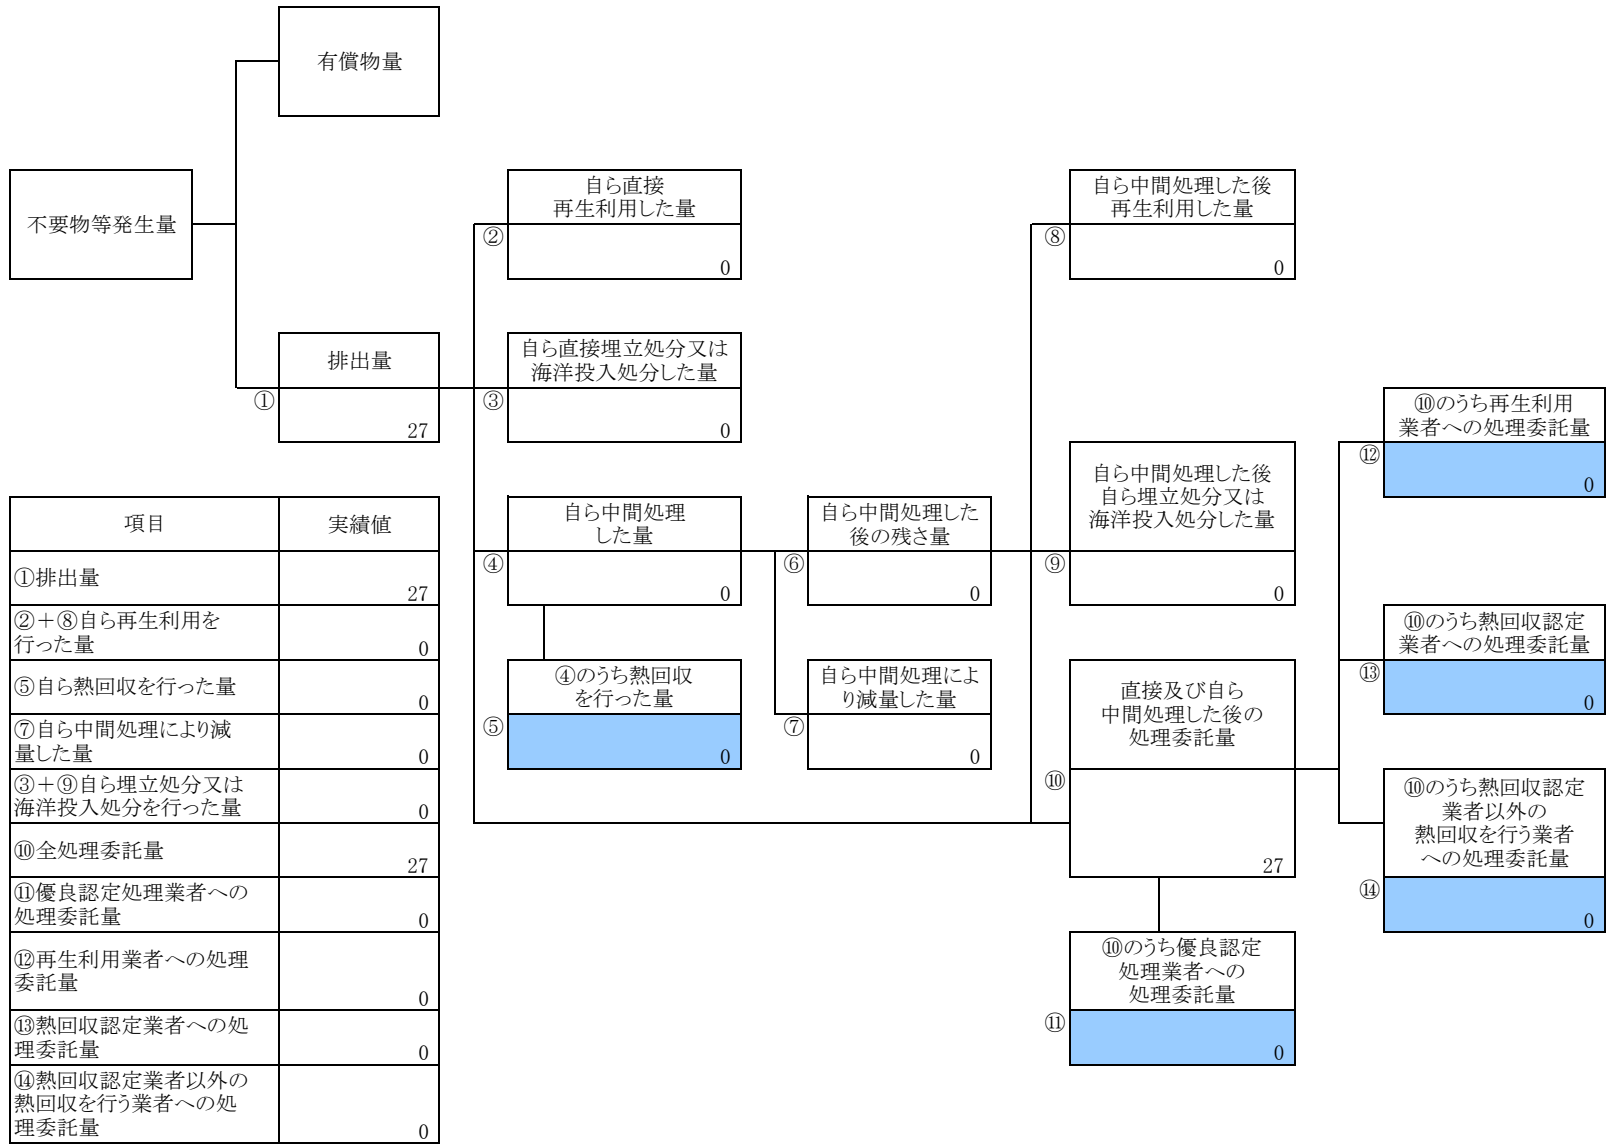 有償物量
不要物等発生量
排出量
①
27
自ら直接
再生利用した量
②
0
自ら直接埋立処分又は
海洋投入処分した量
③
0
自ら中間処理
した量
④
0
④のうち熱回収
を行った量
⑤
0
自ら中間処理した
後の残さ量
⑥
0
自ら中間処理によ
り減量した量
⑦
0
自ら中間処理した後
再生利用した量
⑧
0
自ら中間処理した後
自ら埋立処分又は
海洋投入処分した量
⑨
0
直接及び自ら
中間処理した後の
処理委託量
⑩
27
⑩のうち優良認定
処理業者への
処理委託量
⑪
0
⑩のうち再生利用
業者への処理委託量
⑫
0
⑩のうち熱回収認定
業者への処理委託量
⑬
0
⑩のうち熱回収認定
業者以外の
熱回収を行う業者
への処理委託量
⑭
0
項目 実績値
①排出量
27
②＋⑧自ら再生利用を
行った量
0
⑤自ら熱回収を行った量
0
⑦自ら中間処理により減
量した量
0
③＋⑨自ら埋立処分又は
海洋投入処分を行った量
0
⑩全処理委託量
27
⑪優良認定処理業者への
処理委託量
0
⑫再生利用業者への処理
委託量
0
⑬熱回収認定業者への処
理委託量
0
⑭熱回収認定業者以外の
熱回収を行う業者への処
理委託量
0